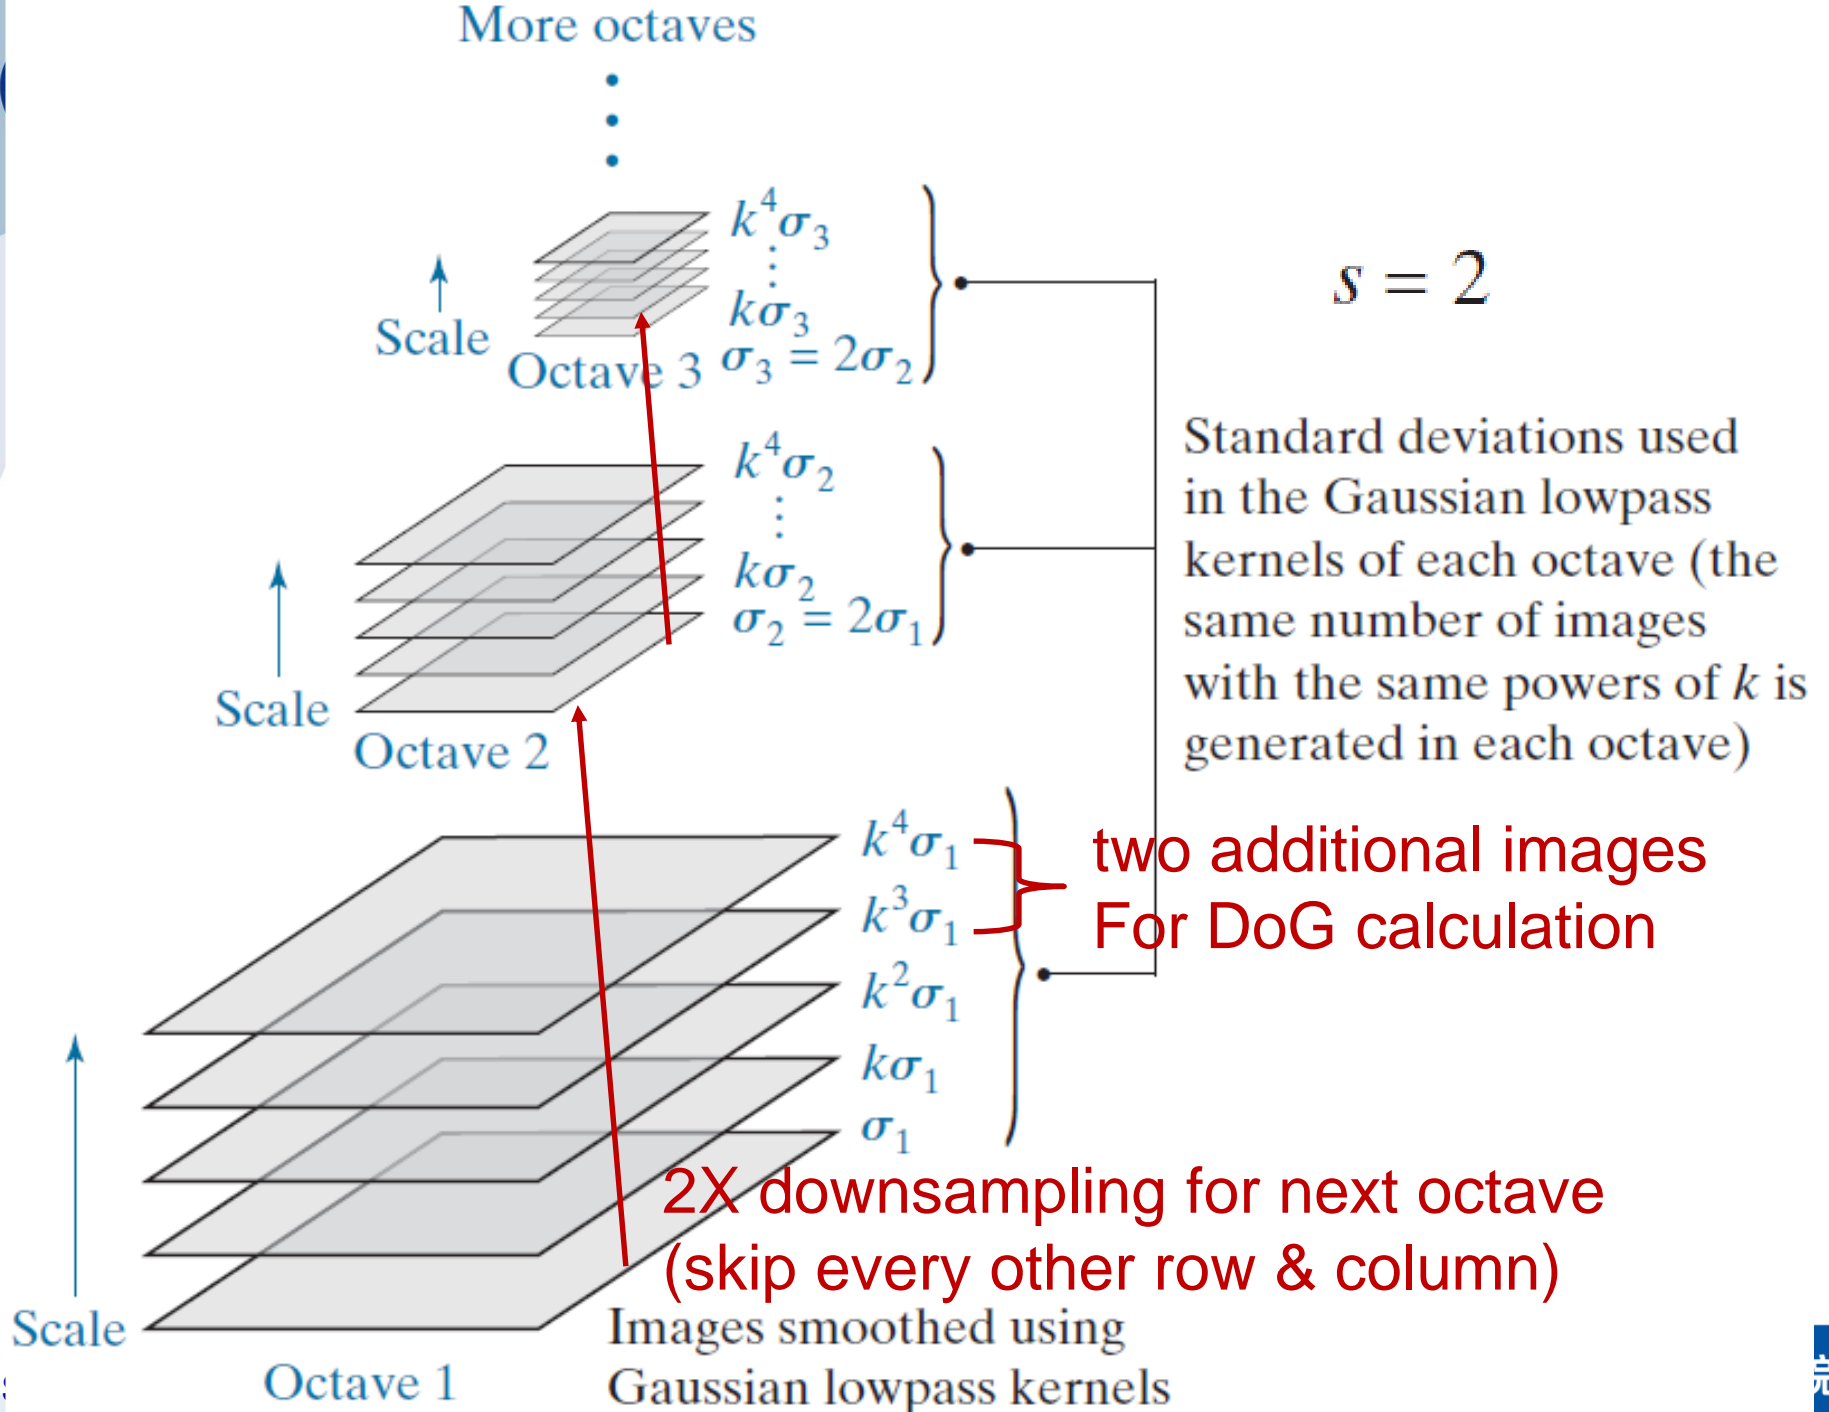 More octaves
k⁴σ₃
kσ₃
σ₃ = 2σ₂
Scale
Octave 3
s = 2
k⁴σ₂
kσ₂
σ₂ = 2σ₁
Scale
Octave 2
Standard deviations used
in the Gaussian lowpass
kernels of each octave (the
same number of images
with the same powers of k is
generated in each octave)
k⁴σ₁
k³σ₁
k²σ₁
kσ₁
σ₁
two additional images
For DoG calculation
2X downsampling for next octave
(skip every other row & column)
Scale
Octave 1
Images smoothed using
Gaussian lowpass kernels